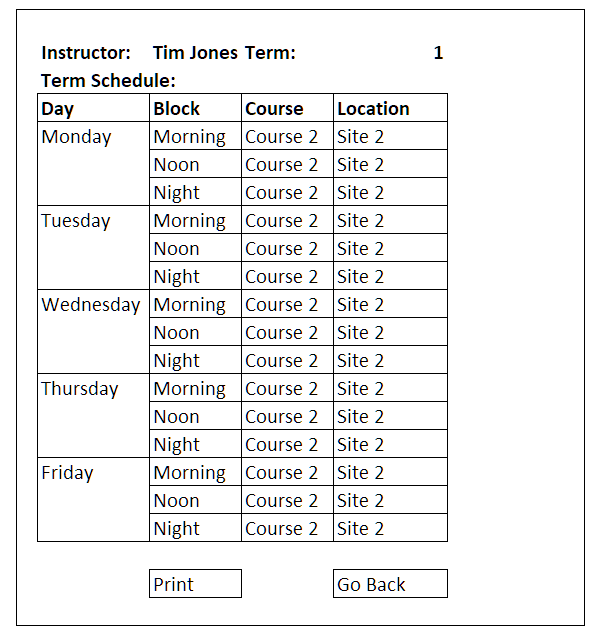 Instructor: Tim Jones Term: 1
Term Schedule:
Day Block Course Location
Monday Morning Course 2 Site 2
Noon Course 2 Site 2
Night Course 2 Site 2
Tuesday Morning Course 2 Site 2
Noon Course 2 Site 2
Night Course 2 Site 2
Wednesday Morning Course 2 Site 2
Noon Course 2 Site 2
Night Course 2 Site 2
Thursday Morning Course 2 Site 2
Noon Course 2 Site 2
Night Course 2 Site 2
Friday Morning Course 2 Site 2
Noon Course 2 Site 2
Night Course 2 Site 2
Print Go Back